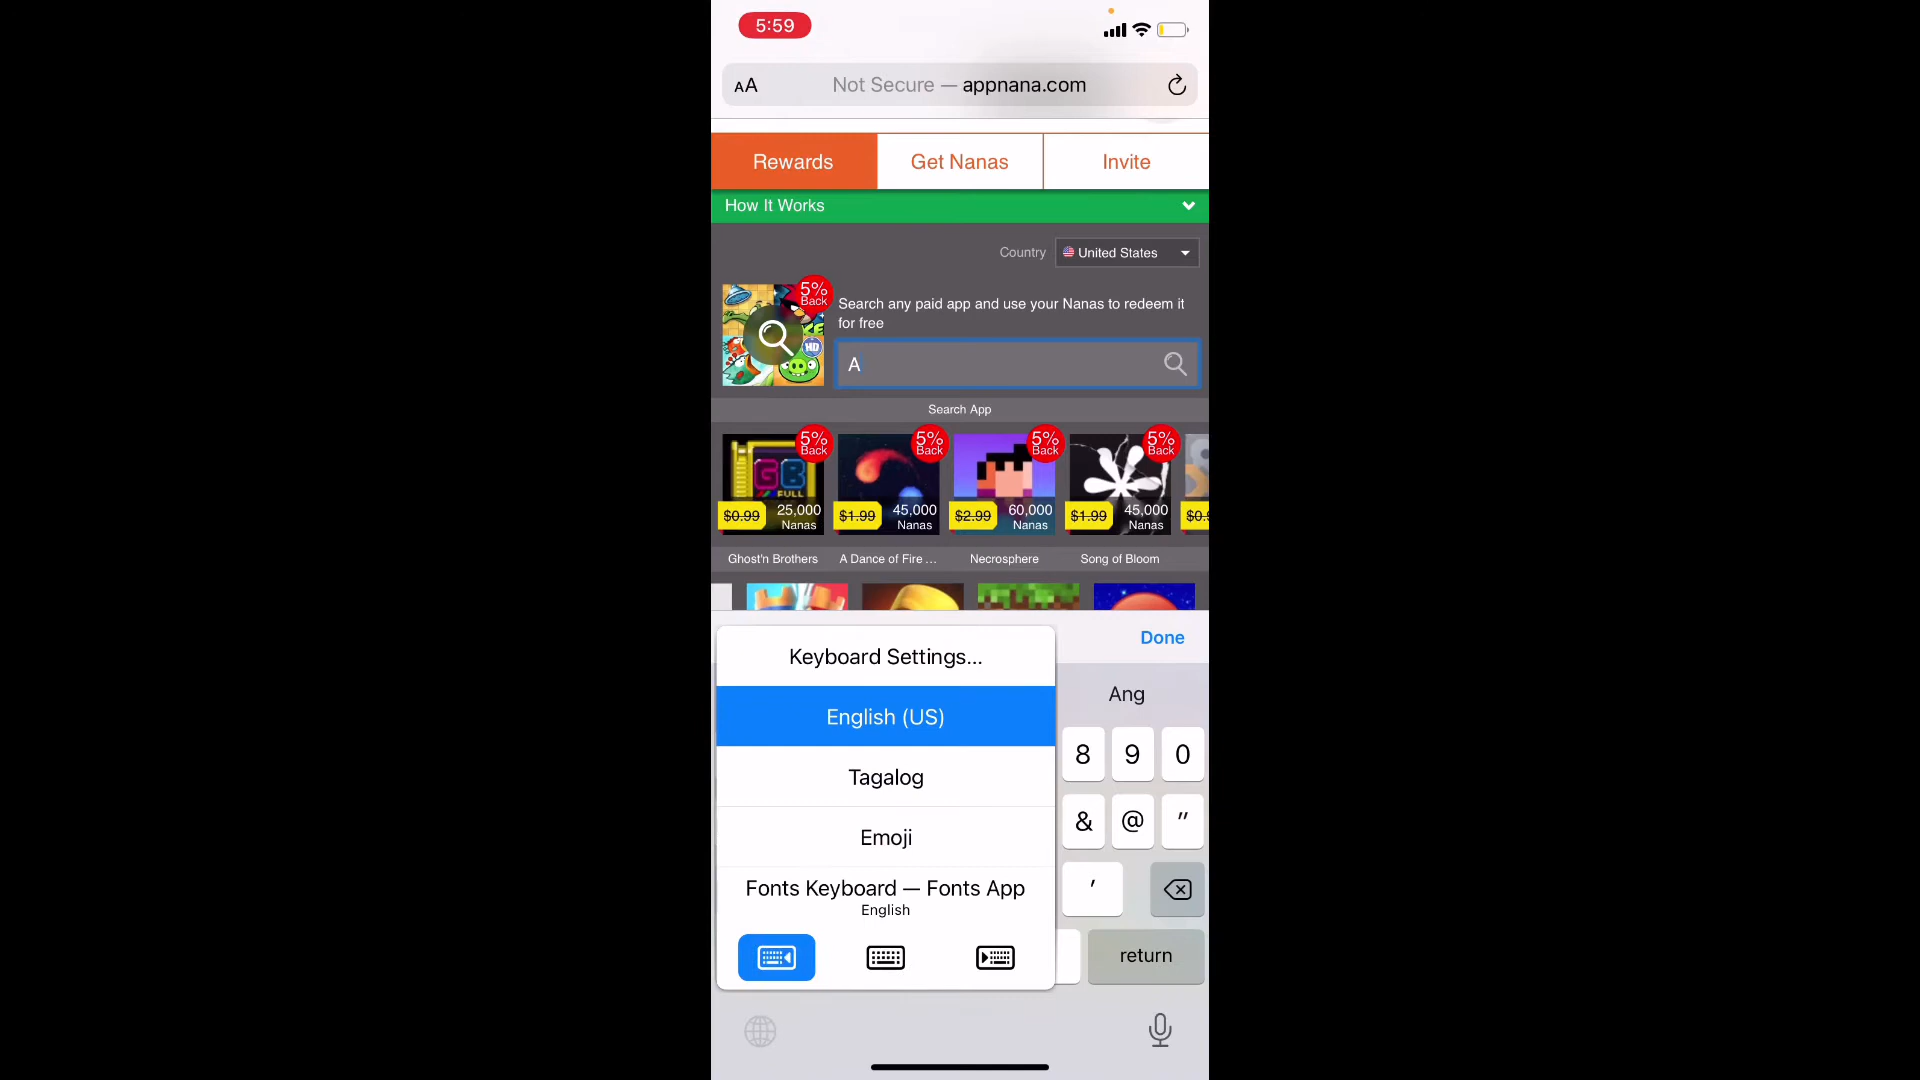 5:59
AA Not Secure — appnana.com
Rewards Get Nanas Invite
How It Works
Country United States
5%
Back
Search any paid app and use your Nanas to redeem it
for free
HD
A
Search App
5% 5% 5% 5%
Back Back Back Back
GB
FULL
$0.99 25,000 $1.99 45,000 $2.99 60,000 $1.99 45,000
Nanas Nanas Nanas Nanas
Ghost'n Brothers A Dance of Fire ... Necrosphere Song of Bloom
Done
Keyboard Settings...
Ang
English (US)
8 9 0
Tagalog
& @ "
Emoji
Fonts Keyboard — Fonts App
'
English
return